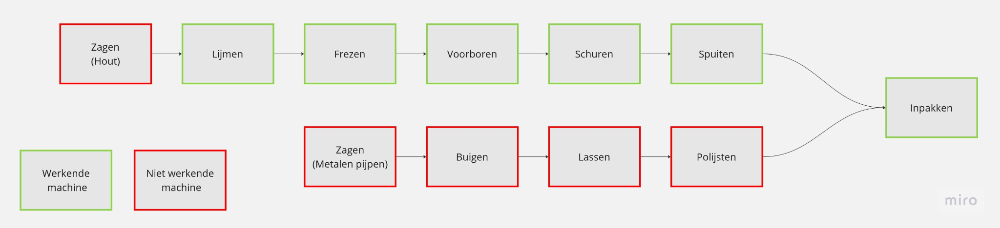 Zagen
(Hout)
Lijmen
Frezen
Voorboren
Schuren
Spuiten
Inpakken
Zagen
(Metalen pijpen)
Buigen
Lassen
Polijsten
Werkende
machine
Niet werkende
machine
miro